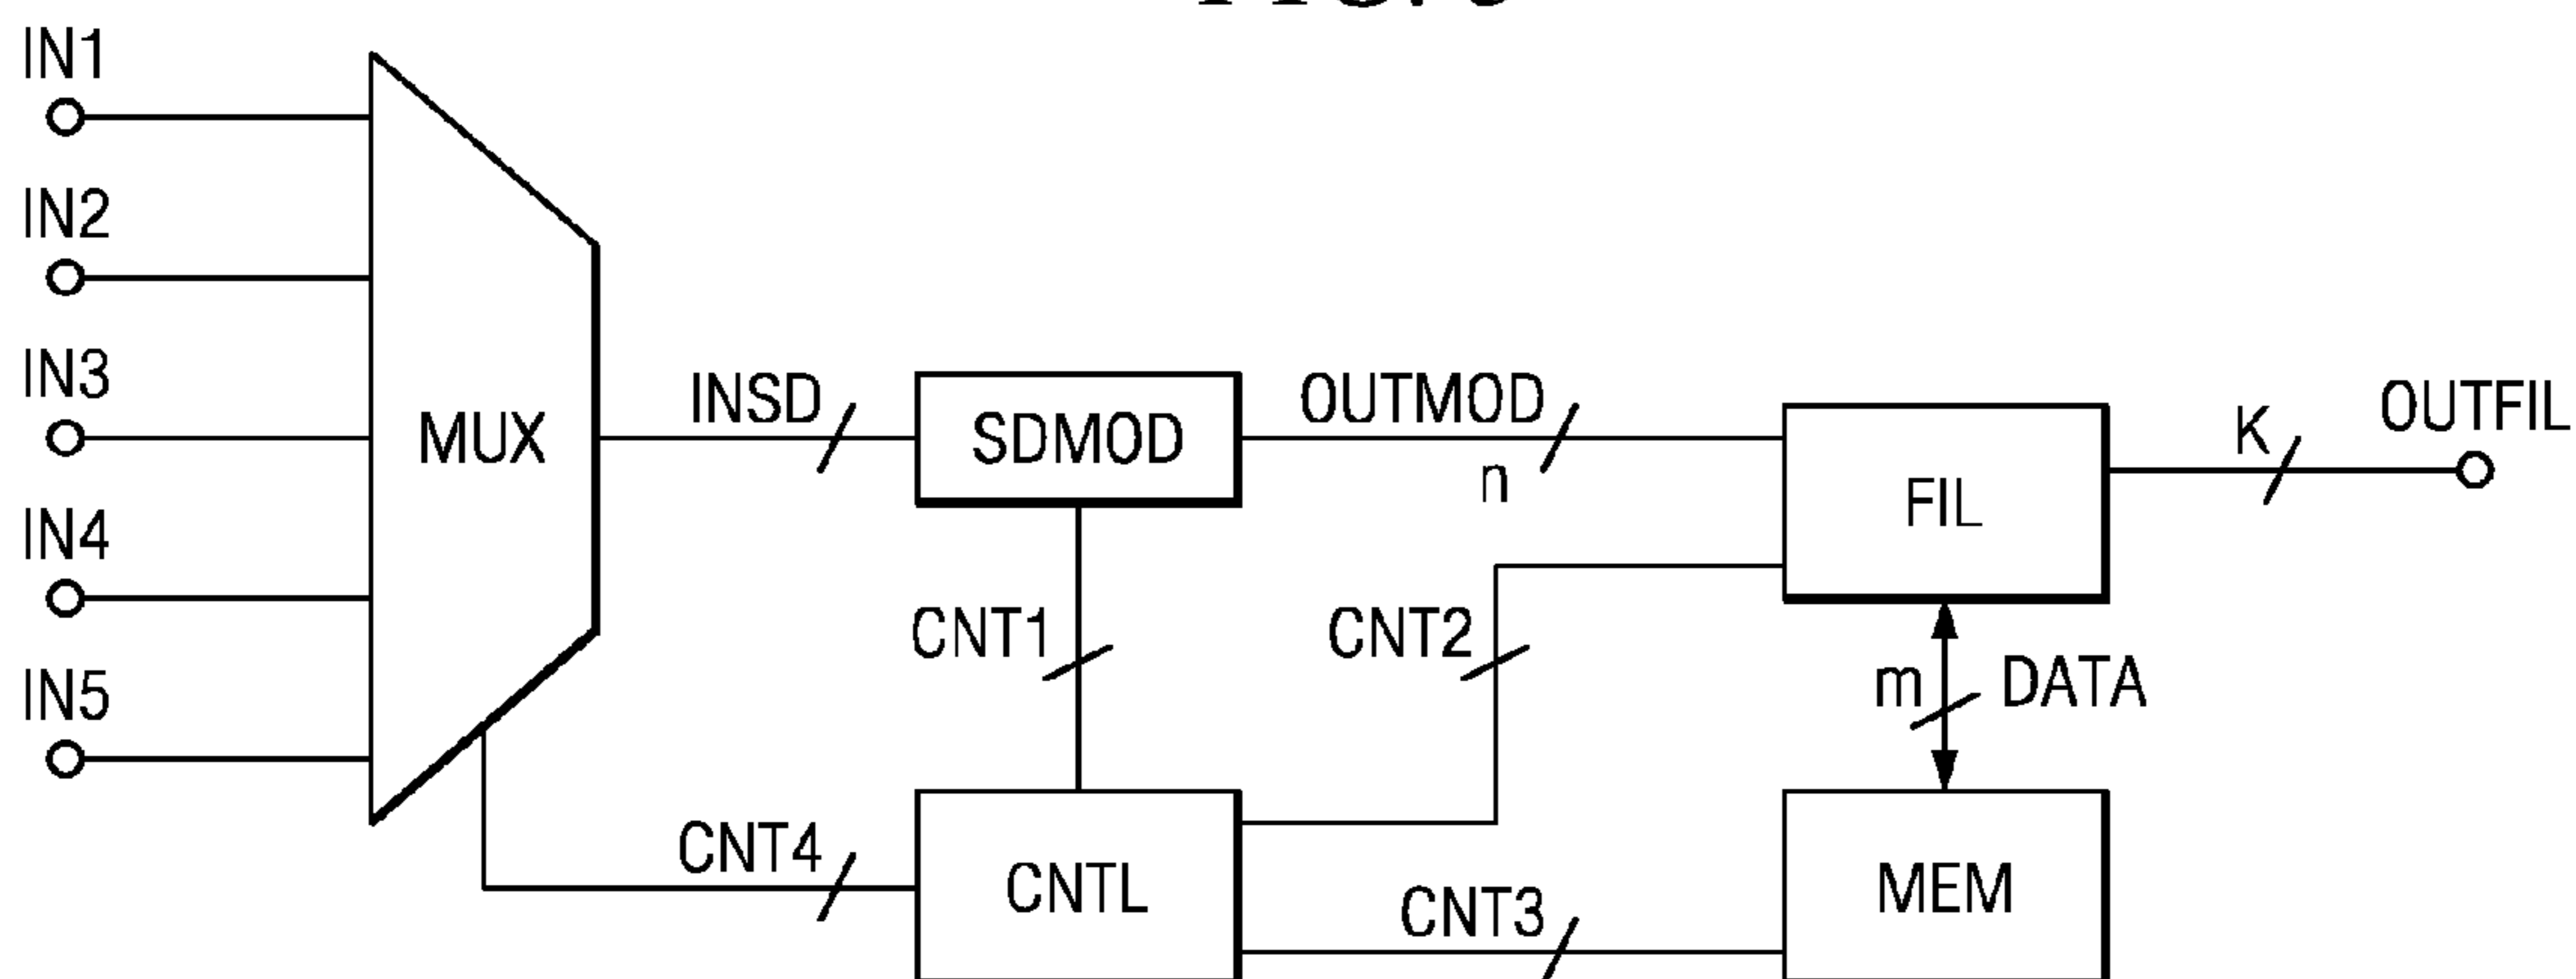 IN1
IN2
IN3
IN4
IN5
MUX
INSD
SDMOD
OUTMOD
n
FIL
K
OUTFIL
CNT1
CNT2
m
DATA
CNT4
CNTL
CNT3
MEM